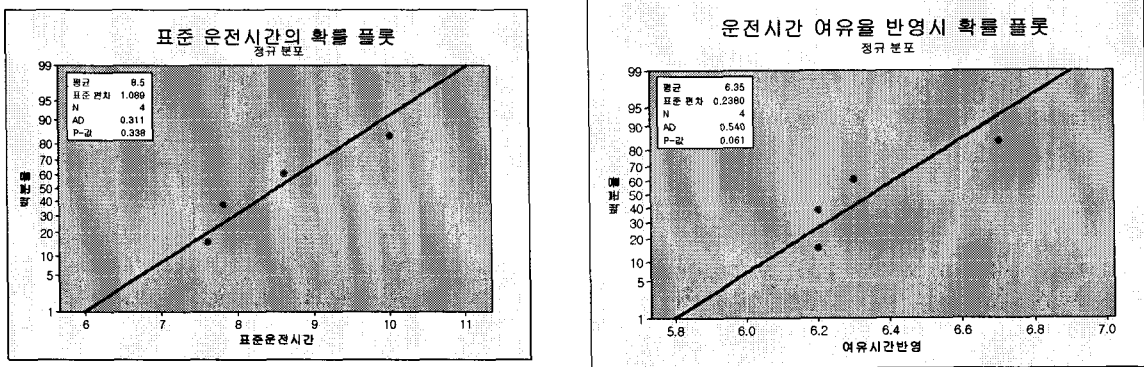 표준 운전시간의 확률 플롯
정규 분포
평균 8.5
표준 편차 1.089
N 4
AD 0.311
P-값 0.338
백분율
99
95
90
80
70
60
50
40
30
20
10
5
1
6 7 8 9 10 11
표준운전시간
운전시간 여유율 반영시 확률 플롯
정규 분포
평균 6.35
표준 편차 0.2380
N 4
AD 0.540
P-값 0.061
백분율
99
95
90
80
70
60
50
40
30
20
10
5
1
5.8 6.0 6.2 6.4 6.6 6.8 7.0
여유시간반영